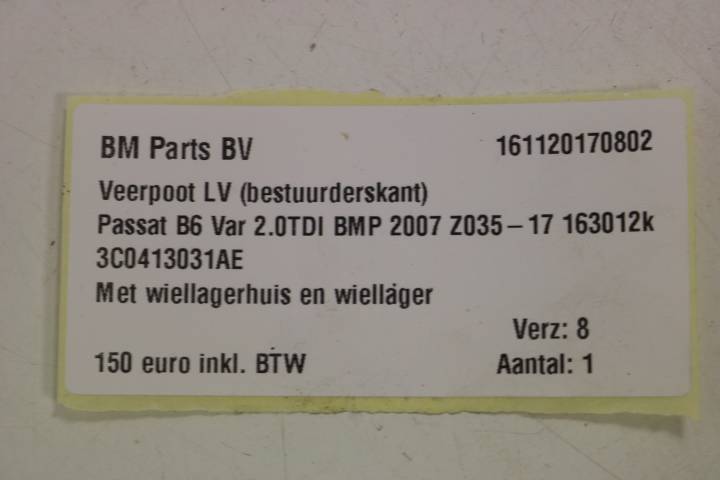 BM Parts BV 161120170802
Veerpoot LV (bestuurderskant)
Passat B6 Var 2.0TDI BMP 2007 Z035-17 163012k
3C0413031AE
Met wiellagerhuis en wiellager
Verz: 8
150 euro inkl. BTW Aantal: 1